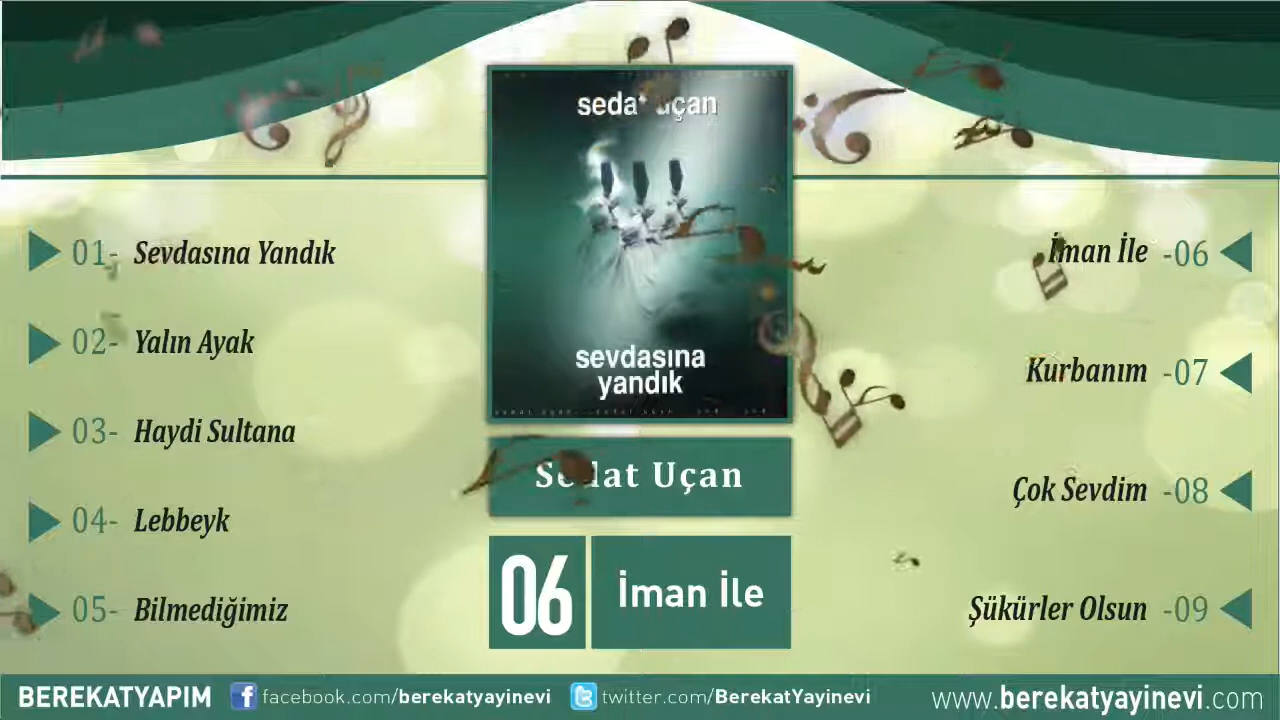 sedat uçan
sevdasına
yandık
01- Sevdasına Yandık
02- Yalın Ayak
03- Haydi Sultana
04- Lebbeyk
05- Bilmediğimiz
İman İle -06
Kurbanım -07
Çok Sevdim -08
Şükürler Olsun -09
Sedat Uçan
06 İman İle
BEREKATYAPIM facebook.com/berekatyayinevi twitter.com/BerekatYayinevi www.berekatyayinevi.com